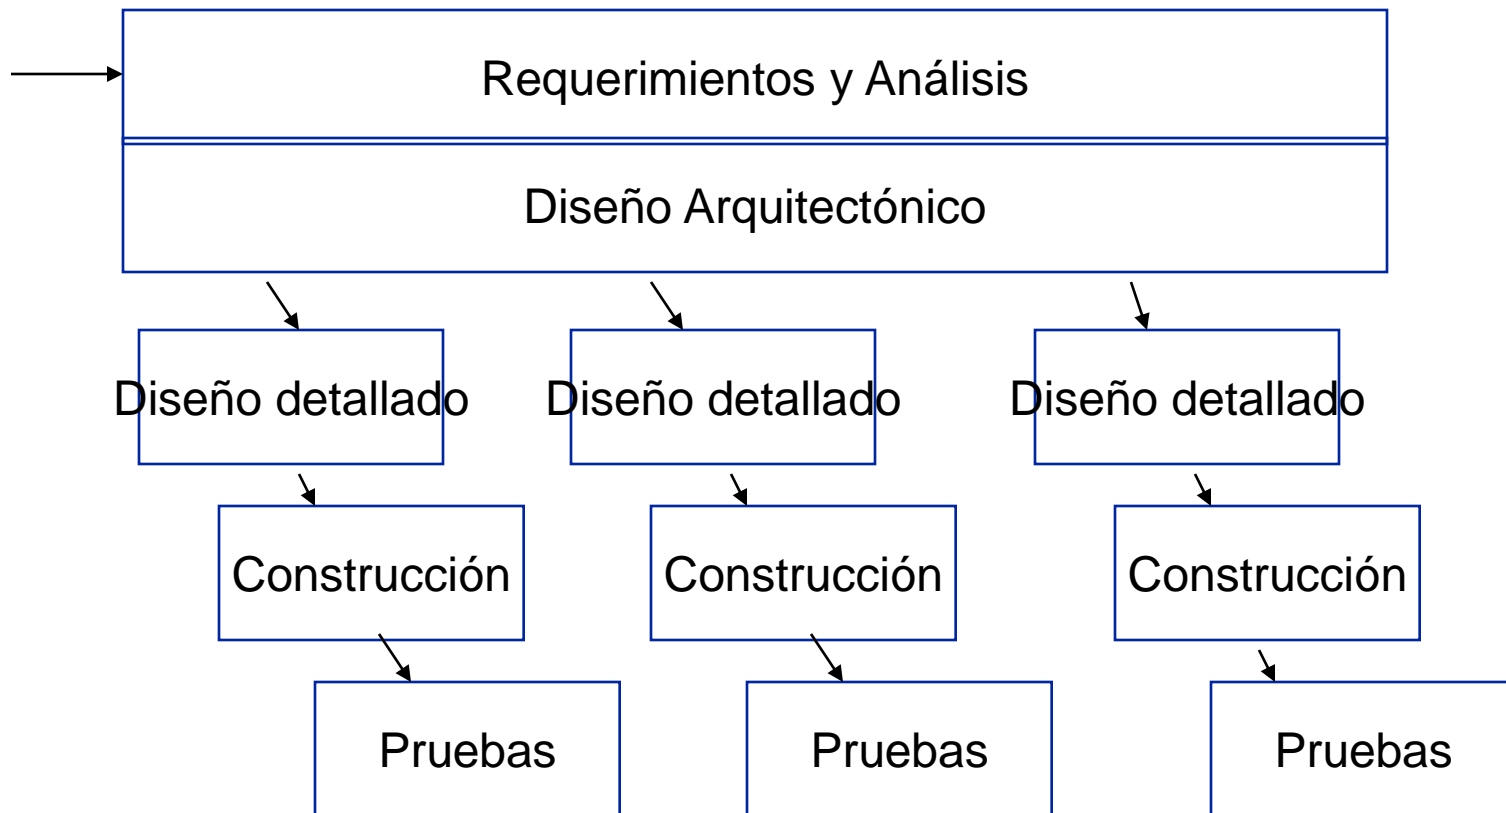 Requerimientos y Análisis
Diseño Arquitectónico
Diseño detallado
Diseño detallado
Diseño detallado
Construcción
Construcción
Construcción
Pruebas
Pruebas
Pruebas